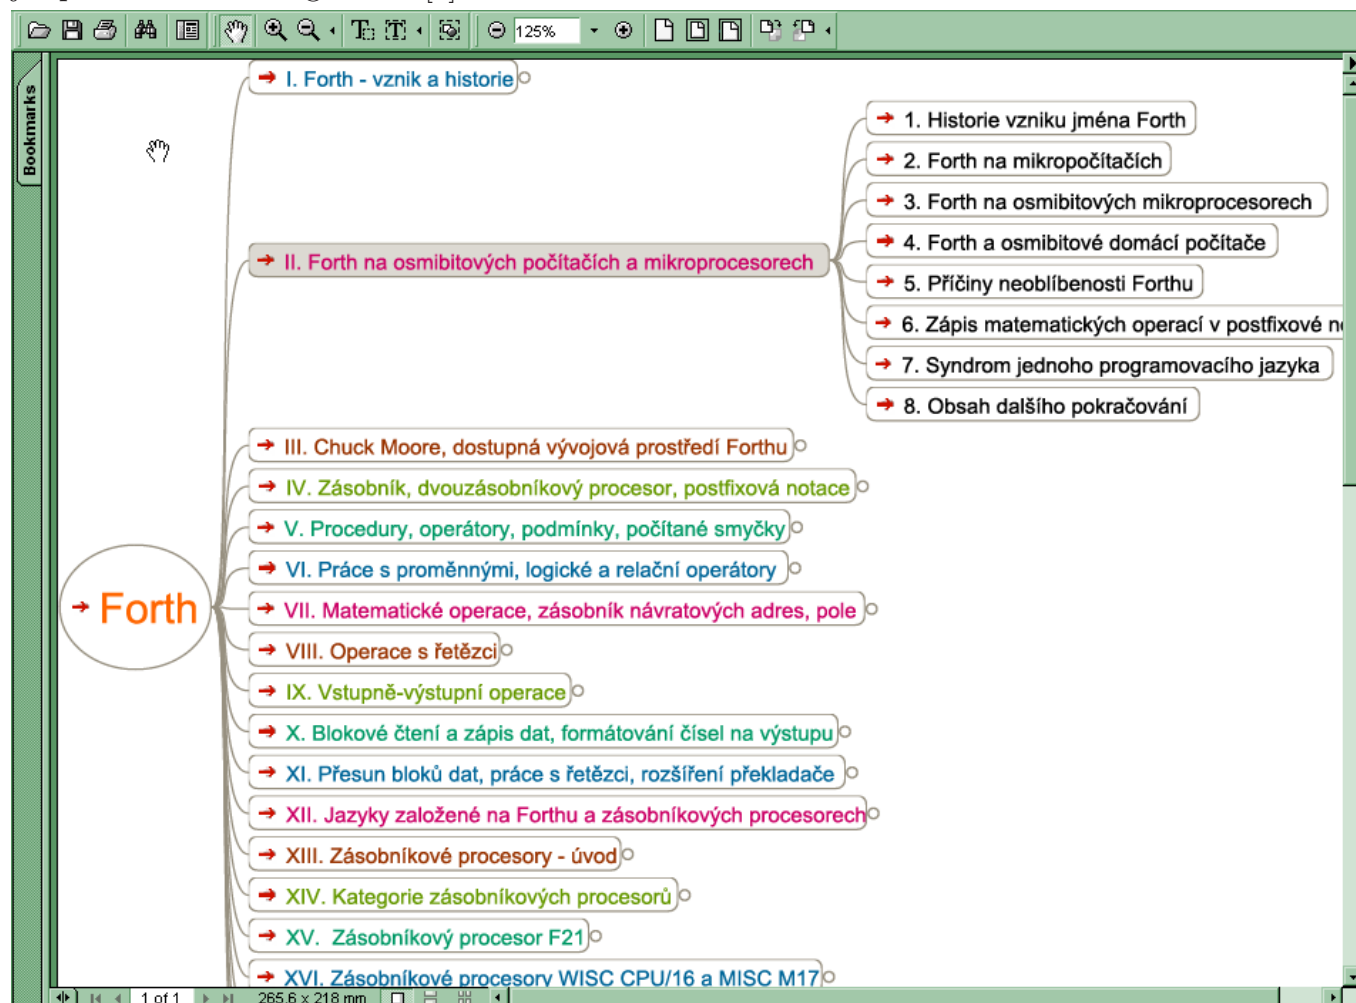 125%
Bookmarks
I. Forth - vznik a historie
1. Historie vzniku jména Forth
2. Forth na mikropočítačích
3. Forth na osmibitových mikroprocesorech
4. Forth a osmibitové domácí počítače
II. Forth na osmibitových počítačích a mikroprocesorech
5. Příčiny neoblíbenosti Forthu
6. Zápis matematických operací v postfixové
7. Syndrom jednoho programovacího jazyka
8. Obsah dalšího pokračování
III. Chuck Moore, dostupná vývojová prostředí Forthu
IV. Zásobník, dvouzásobníkový procesor, postfixová notace
V. Procedury, operátory, podmínky, počítané smyčky
VI. Práce s proměnnými, logické a relační operátory
Forth
VII. Matematické operace, zásobník návratových adres, pole
VIII. Operace s řetězci
IX. Vstupně-výstupní operace
X. Blokové čtení a zápis dat, formátování čísel na výstupu
XI. Přesun bloků dat, práce s řetězci, rozšíření překladače
XII. Jazyky založené na Forthu a zásobníkových procesorech
XIII. Zásobníkové procesory - úvod
XIV. Kategorie zásobníkových procesorů
XV. Zásobníkový procesor F21
XVI. Zásobníkové procesory WISC CPU/16 a MISC M17
1 of 1 265,6 x 218 mm